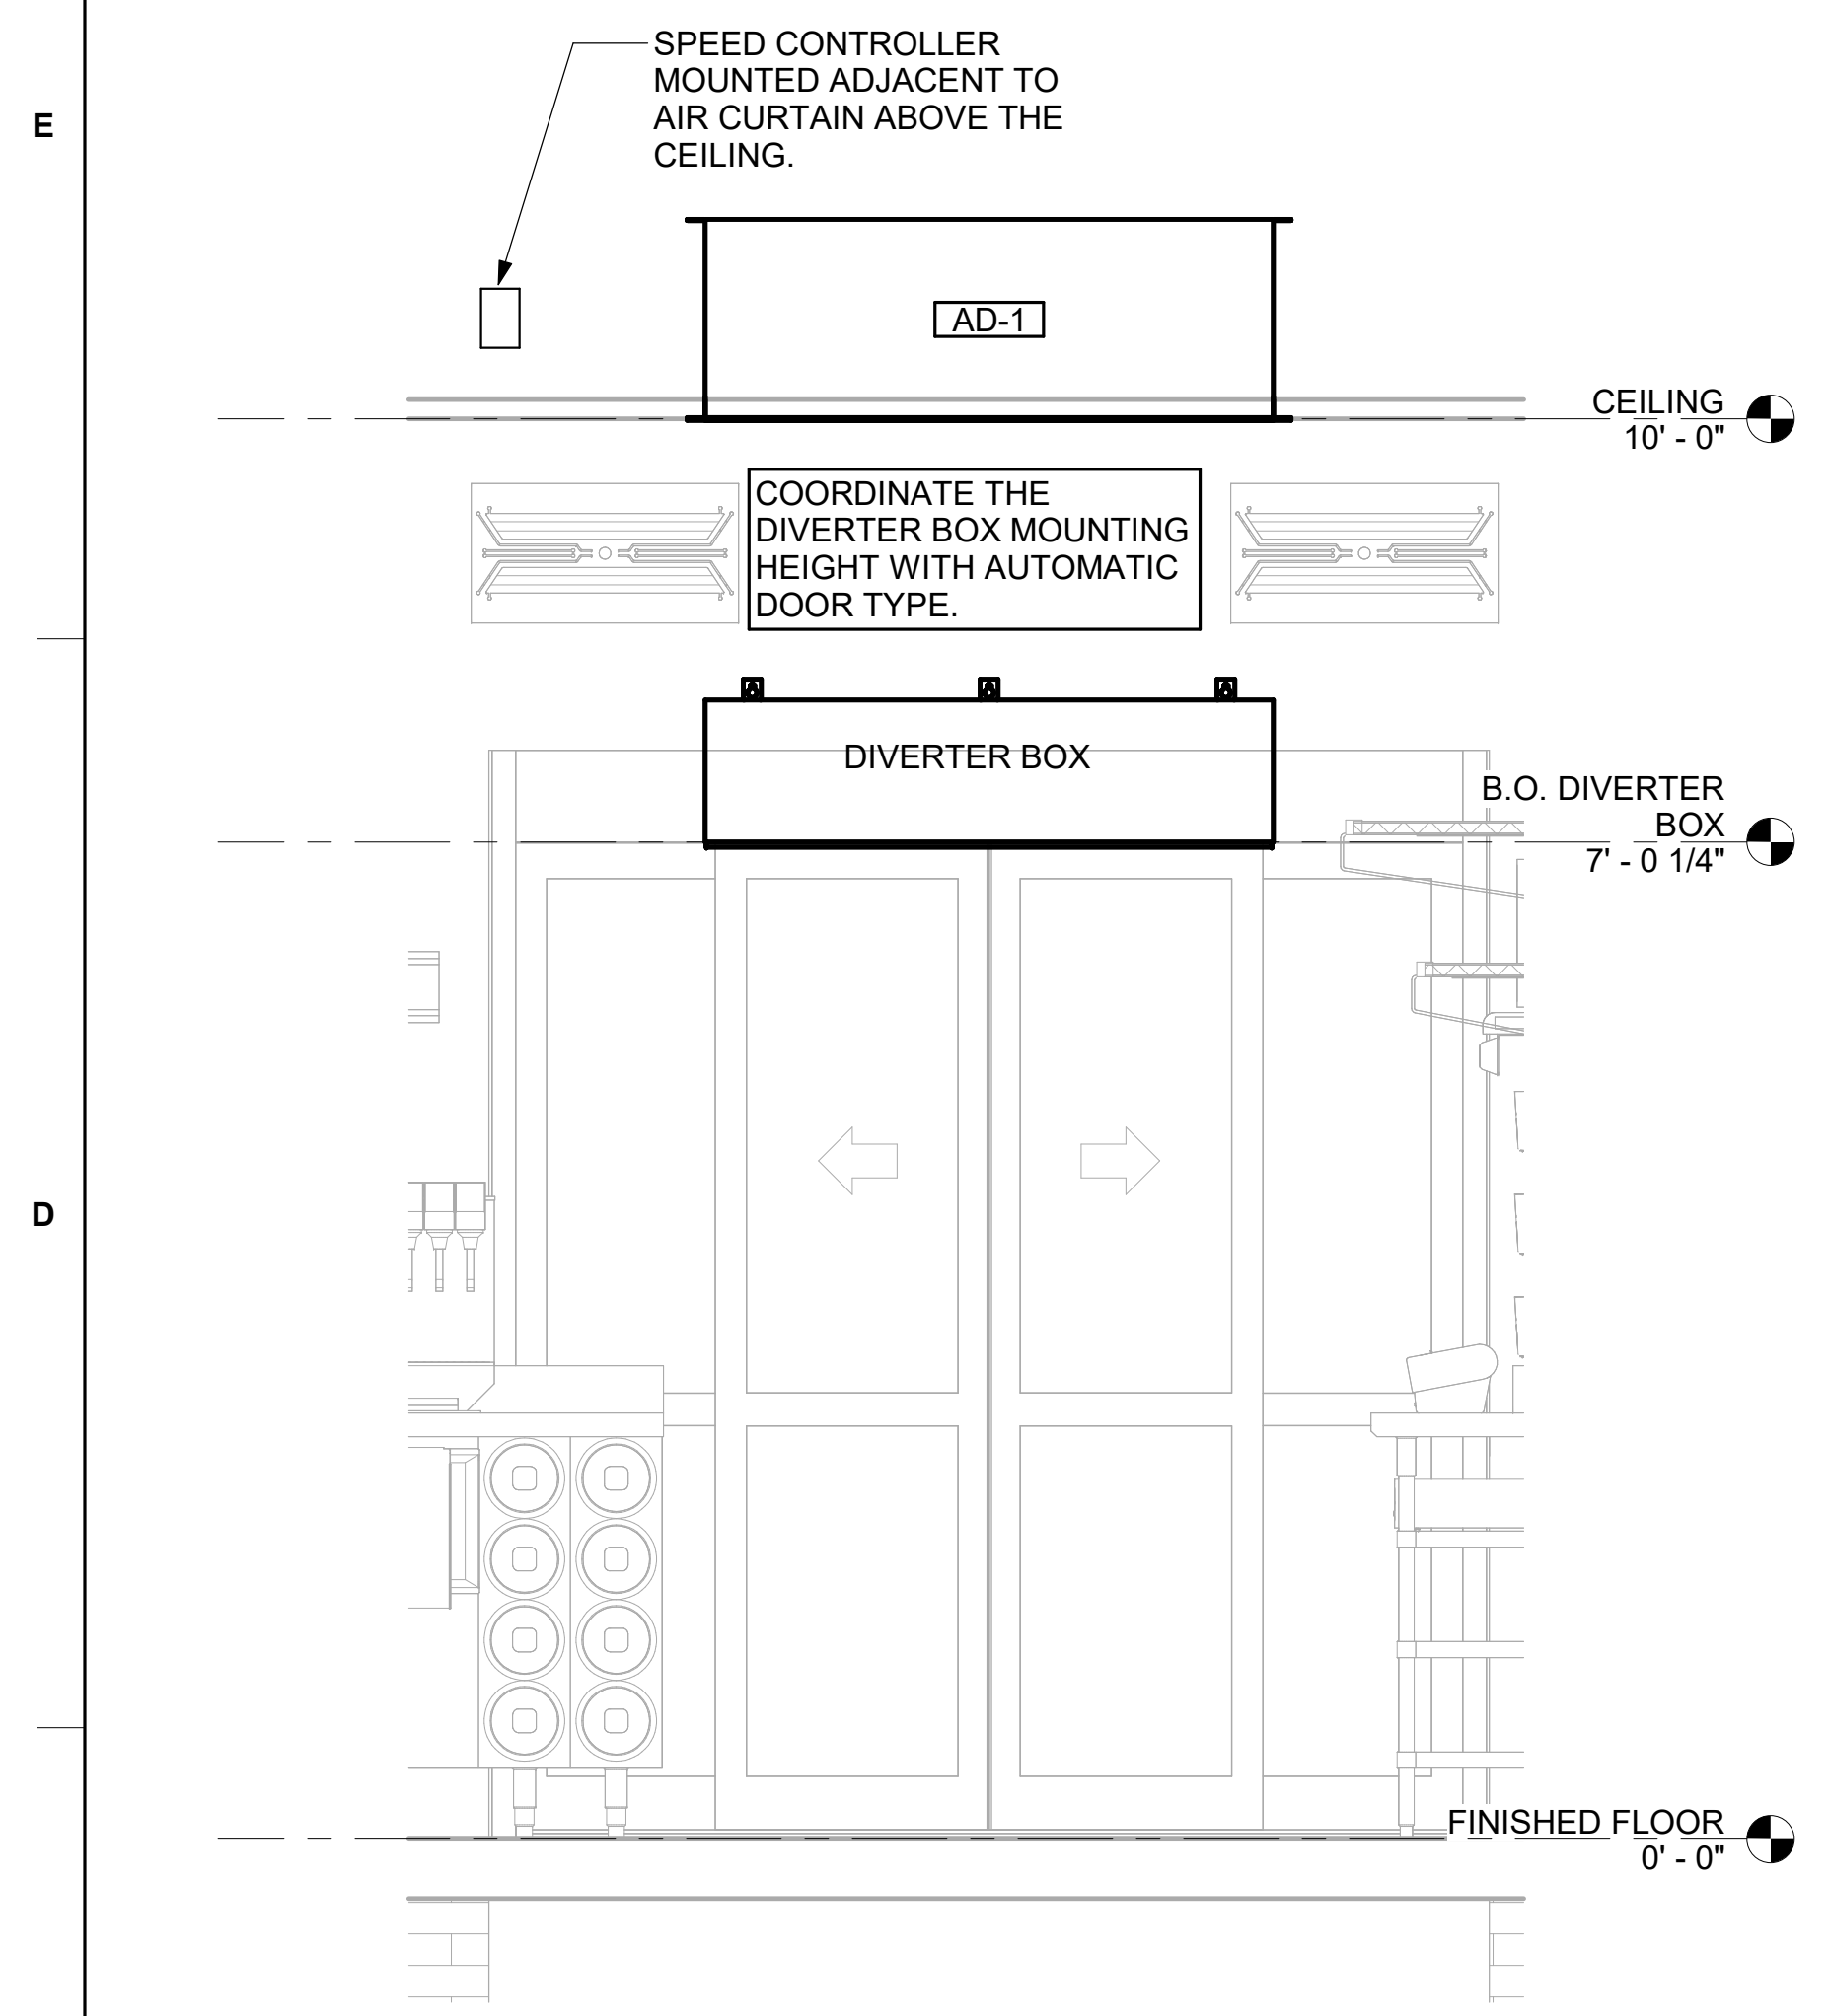 SPEED CONTROLLER
MOUNTED ADJACENT TO
AIR CURTAIN ABOVE THE
CEILING.
E
AD-1
CEILING
10' - 0"
COORDINATE THE
DIVERTER BOX MOUNTING
HEIGHT WITH AUTOMATIC
DOOR TYPE.
DIVERTER BOX
B.O. DIVERTER
BOX
7' - 0 1/4"
D
FINISHED FLOOR
0' - 0"